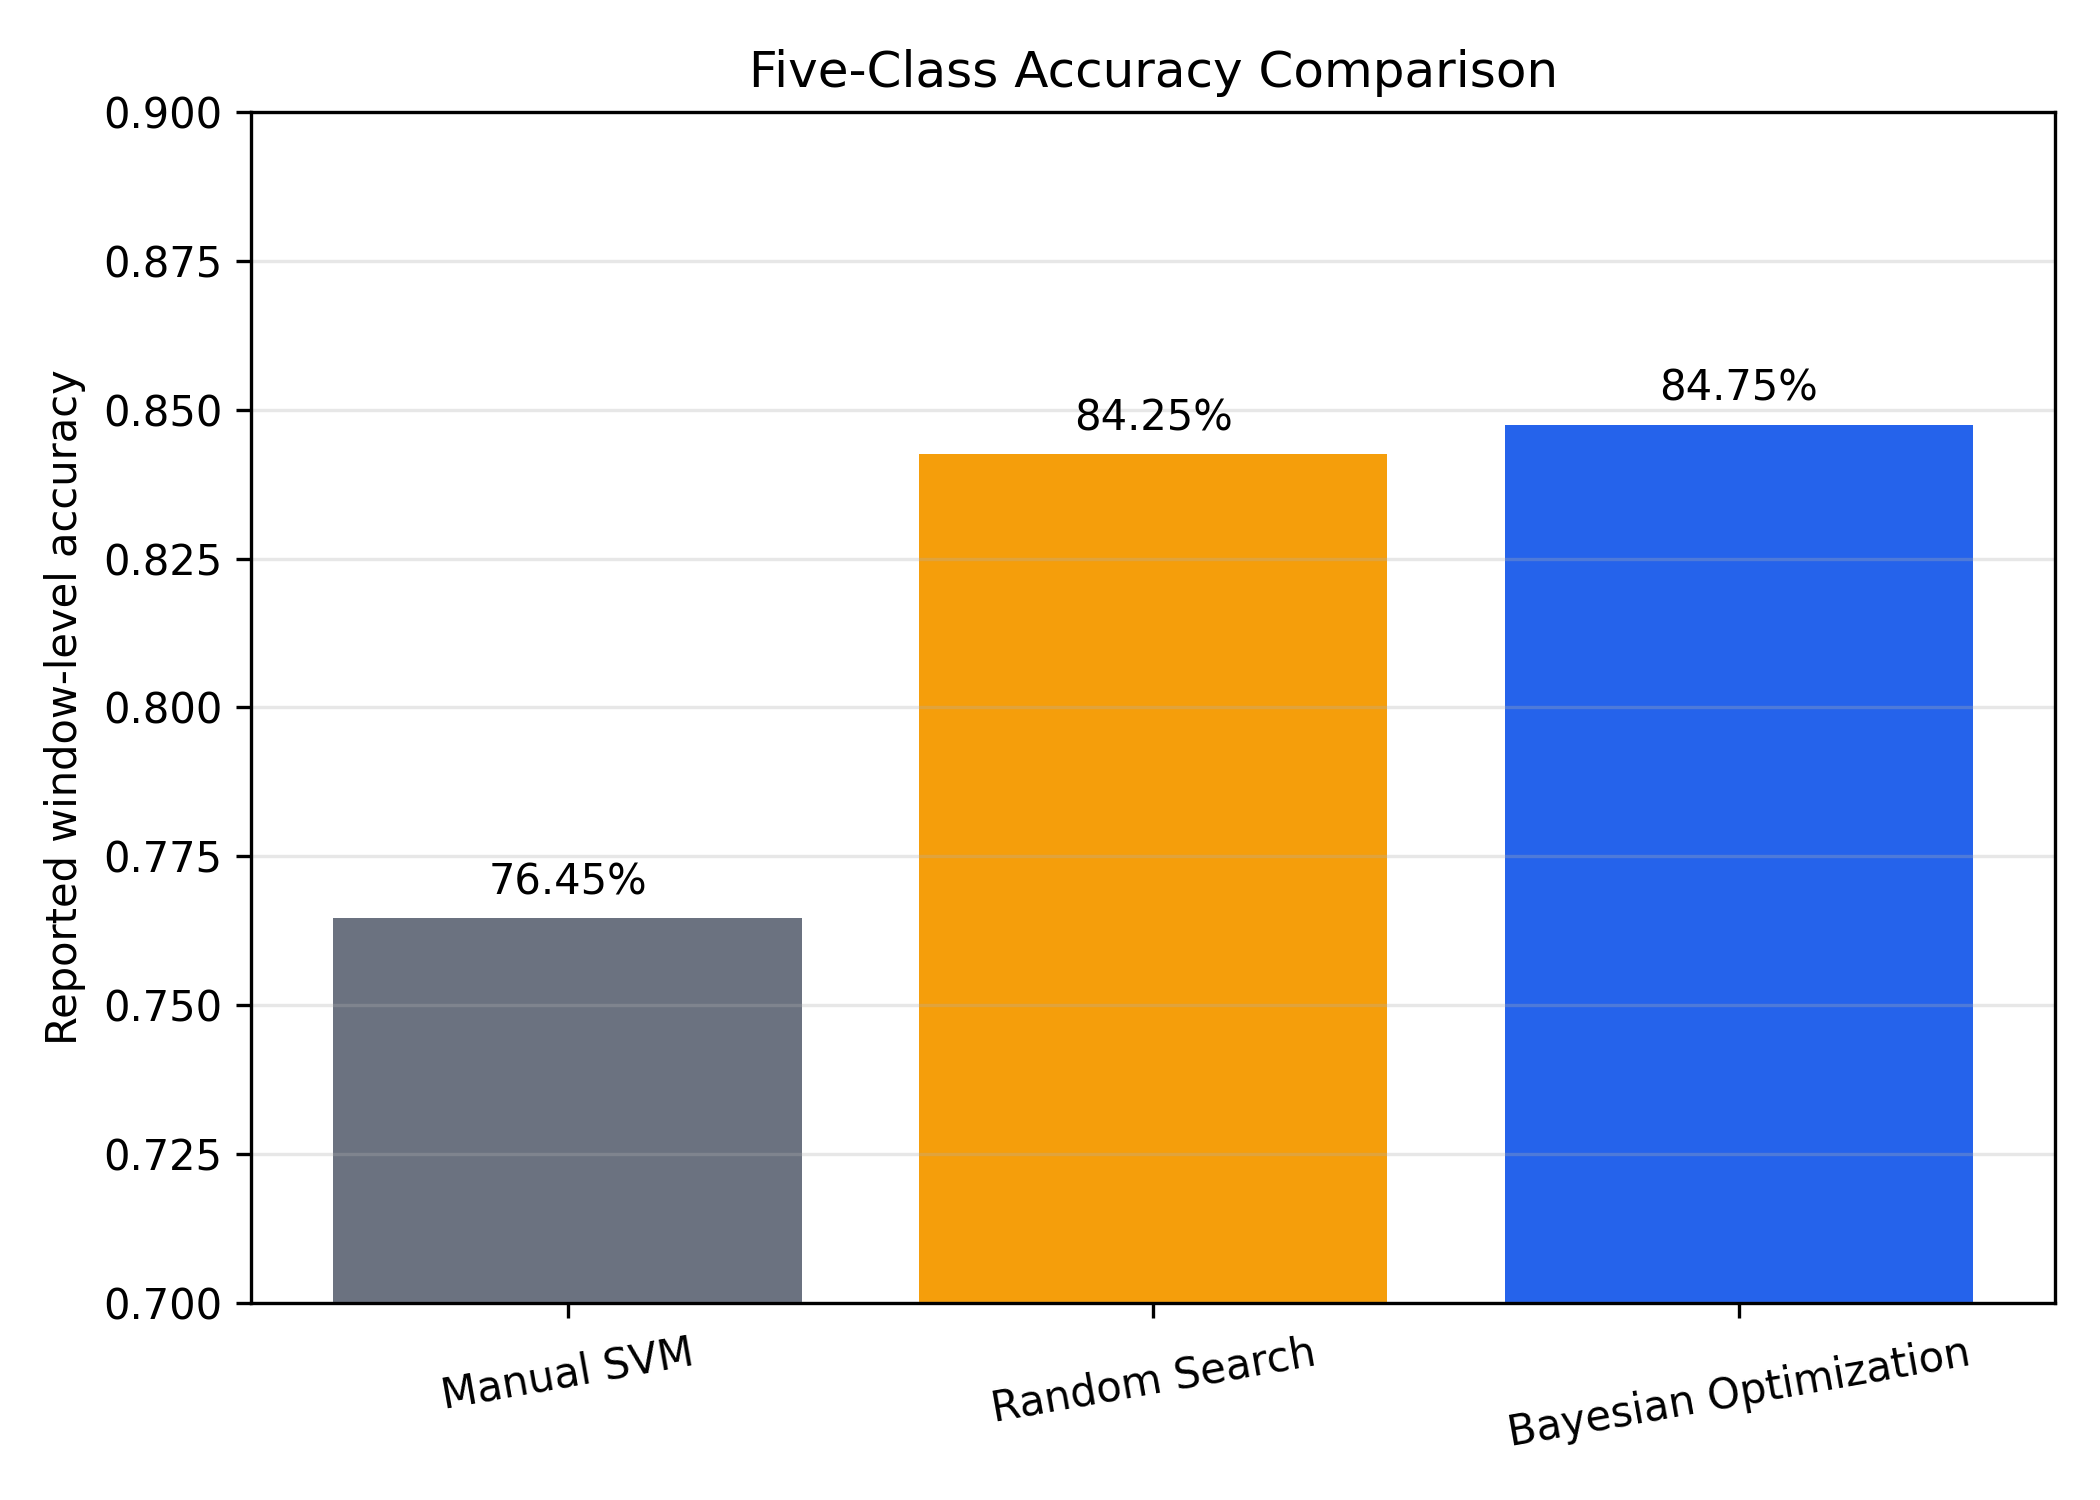 Five-Class Accuracy Comparison
Reported window-level accuracy
0.900
0.875
0.850
0.825
0.800
0.775
0.750
0.725
0.700
76.45%
84.25%
84.75%
Manual SVM
Random Search
Bayesian Optimization